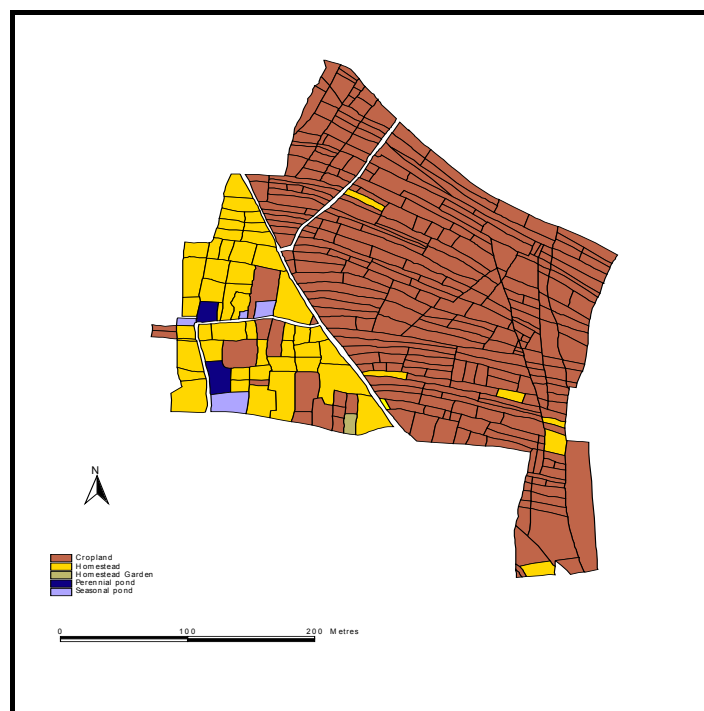 N
Cropland
Homestead
Homestead Garden
Perennial pond
Seasonal pond
0 100 200 Metres